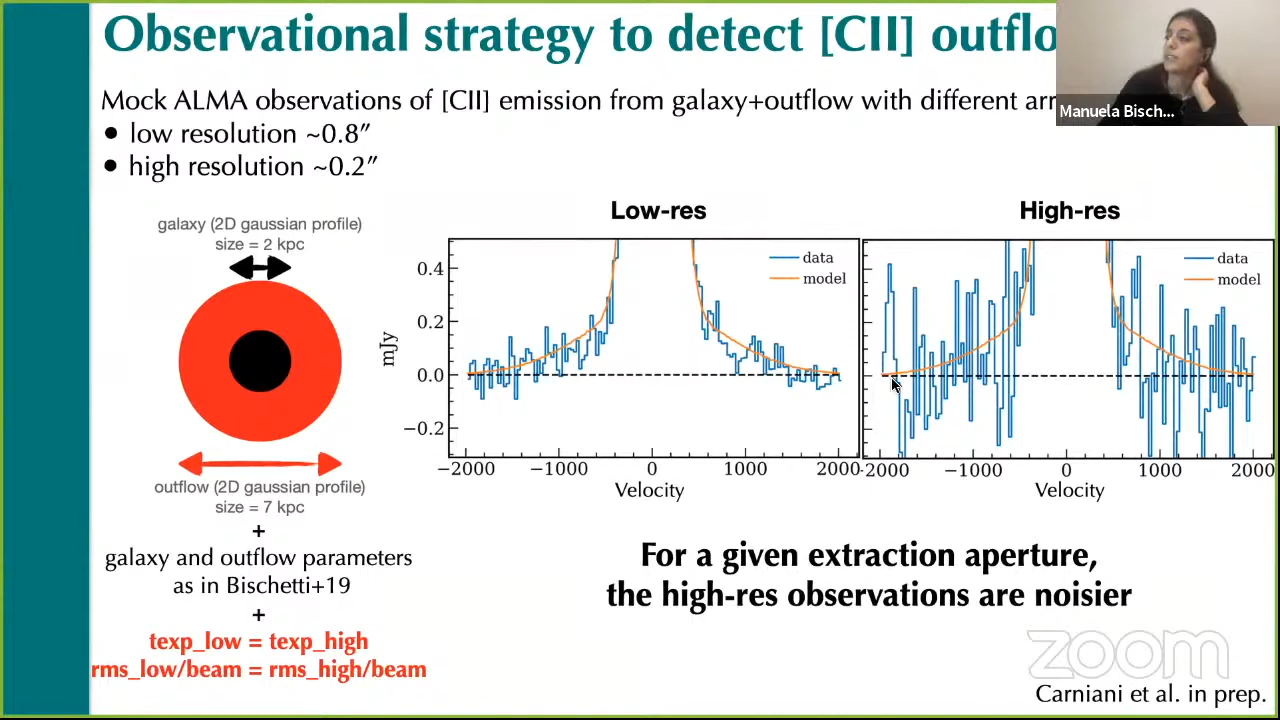 Observational strategy to detect [CII] outflo
Mock ALMA observations of [CII] emission from galaxy+outflow with different arr
Manuela Bisch...
• low resolution ~0.8”
• high resolution ~0.2”
galaxy (2D gaussian profile)
size = 2 kpc
outflow (2D gaussian profile)
size = 7 kpc
+
galaxy and outflow parameters
as in Bischetti+19
+
texp_low = texp_high
rms_low/beam = rms_high/beam
Low-res
data
model
mJy
0.4
0.2
0.0
−0.2
−2000 −1000 0 1000 2000
Velocity
High-res
data
model
-2000 −1000 0 1000 2000
Velocity
For a given extraction aperture,
the high-res observations are noisier
zoom
Carniani et al. in prep.